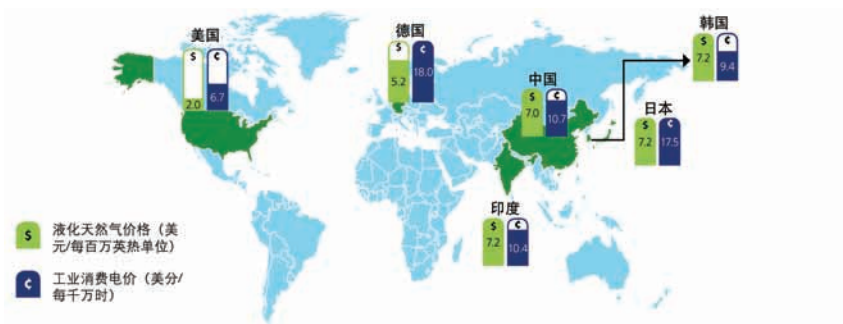 美国
$ ¢
2.0 6.7
德国
$ ¢
5.2 18.0
中国
$ ¢
7.0 10.7
韩国
$ ¢
7.2 9.4
日本
$ ¢
7.2 17.5
印度
$ ¢
7.2 10.4
$ 液化天然气价格（美
元/每百万英热单位）
¢ 工业消费电价（美分/
每千万时）